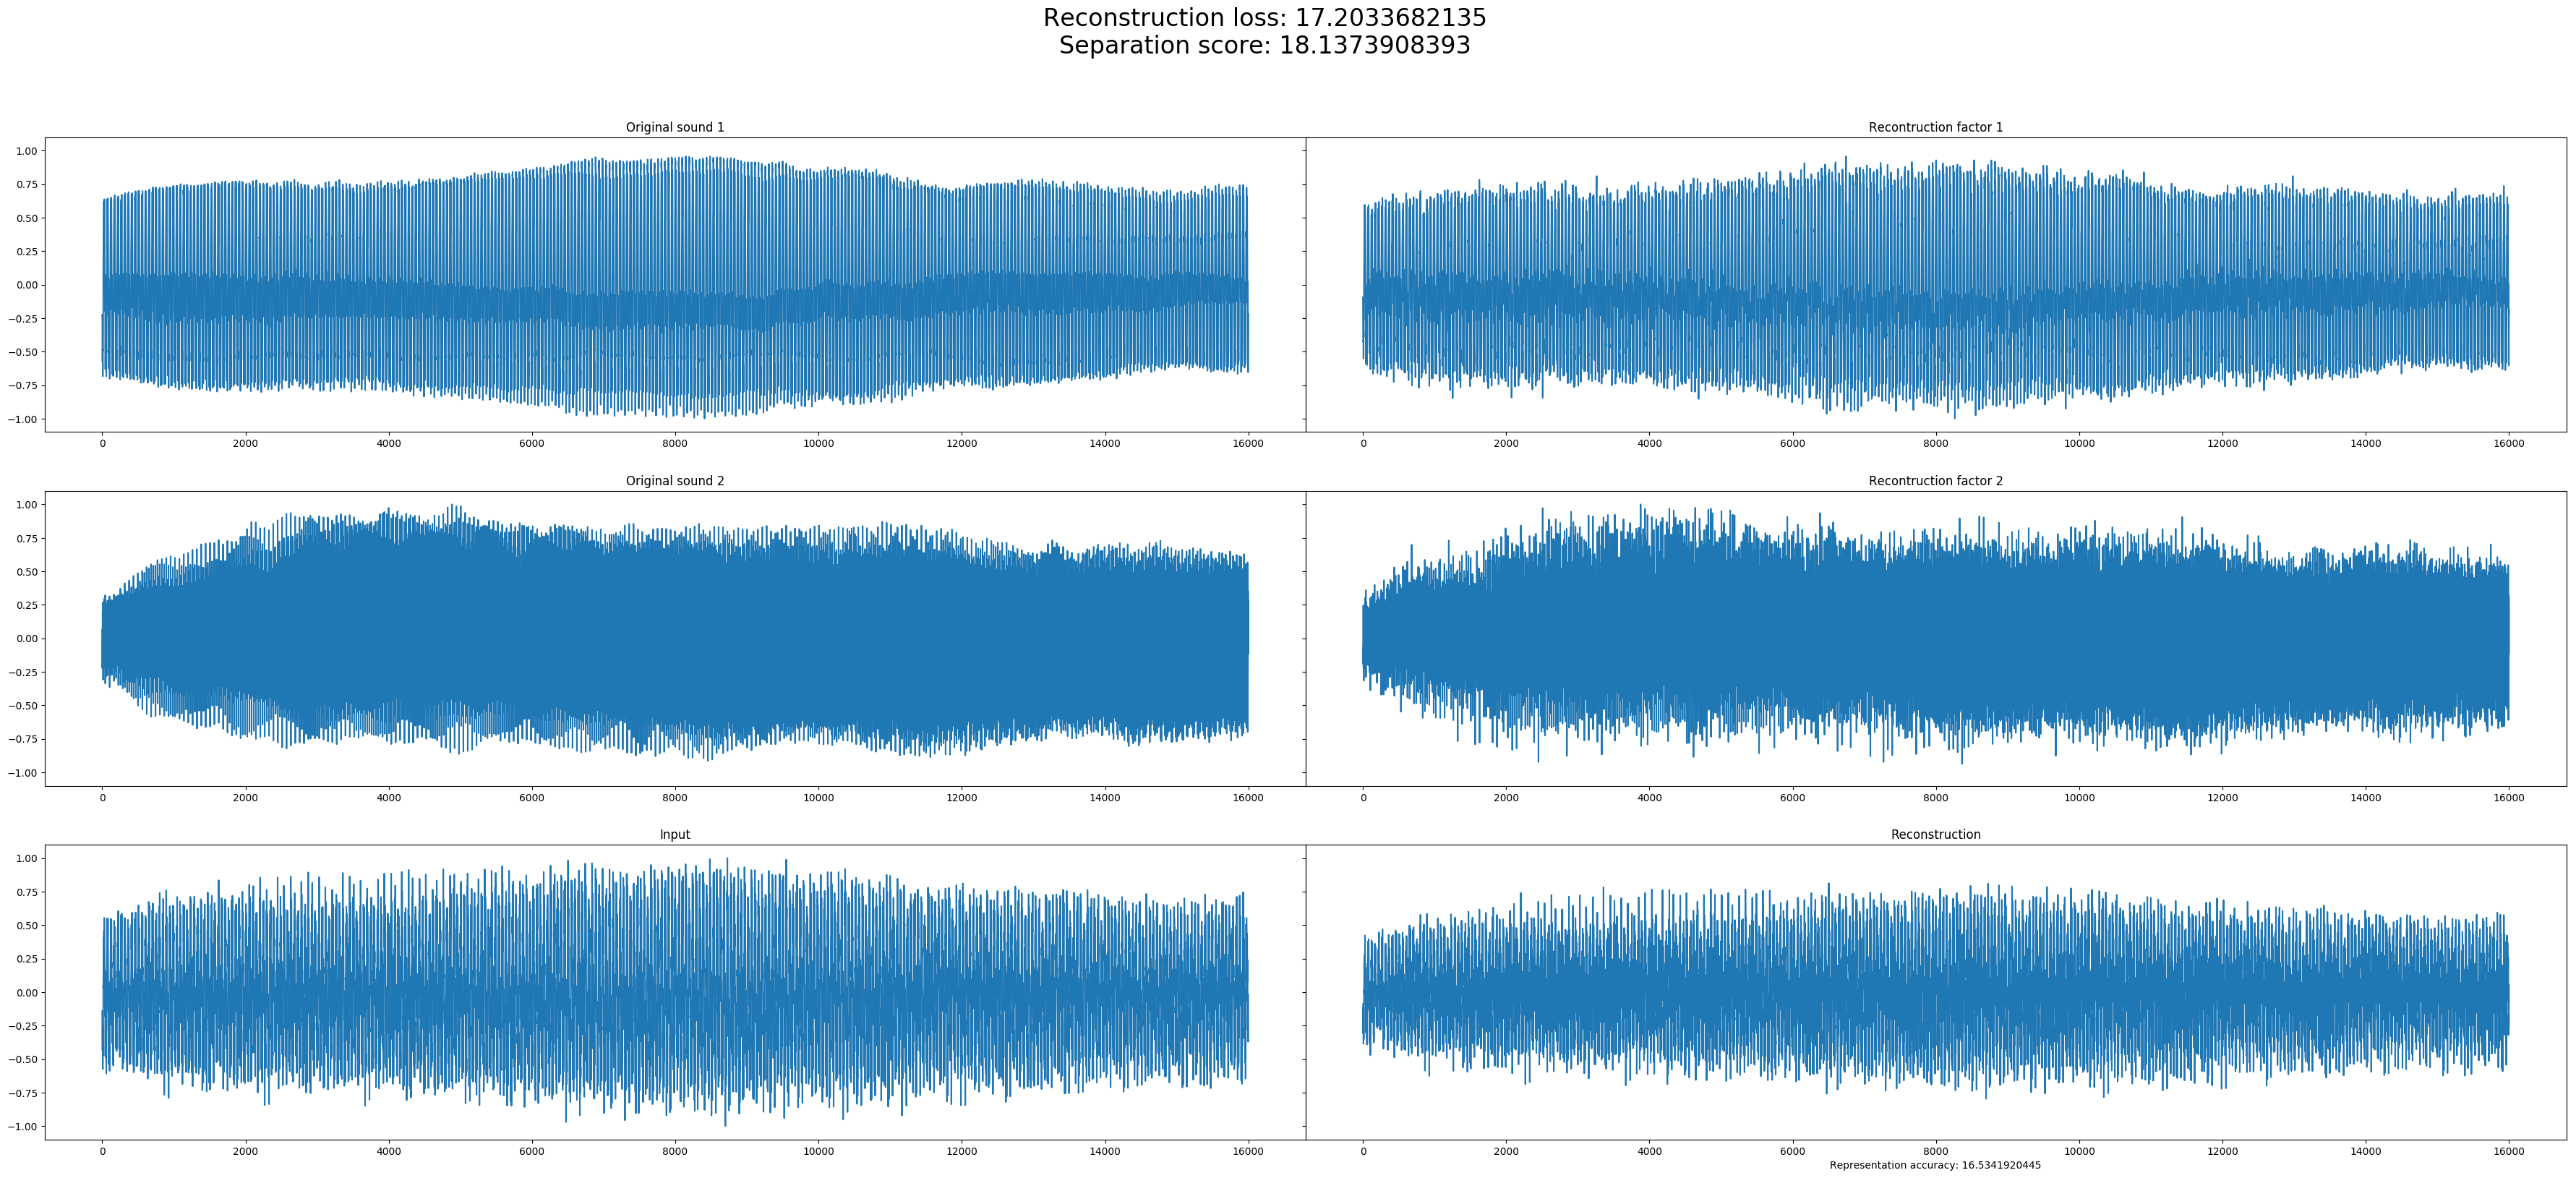 Reconstruction loss: 17.2033682135
Separation score: 18.1373908393
Original sound 1
Recontruction factor 1
1.00
0.75
0.50
0.25
0.00
−0.25
−0.50
−0.75
−1.00
0 2000 4000 6000 8000 10000 12000 14000 16000
0 2000 4000 6000 8000 10000 12000 14000 16000
Original sound 2
Recontruction factor 2
1.00
0.75
0.50
0.25
0.00
−0.25
−0.50
−0.75
−1.00
0 2000 4000 6000 8000 10000 12000 14000 16000
0 2000 4000 6000 8000 10000 12000 14000 16000
Input
Reconstruction
1.00
0.75
0.50
0.25
0.00
−0.25
−0.50
−0.75
−1.00
0 2000 4000 6000 8000 10000 12000 14000 16000
0 2000 4000 6000 8000 10000 12000 14000 16000
Representation accuracy: 16.5341920445